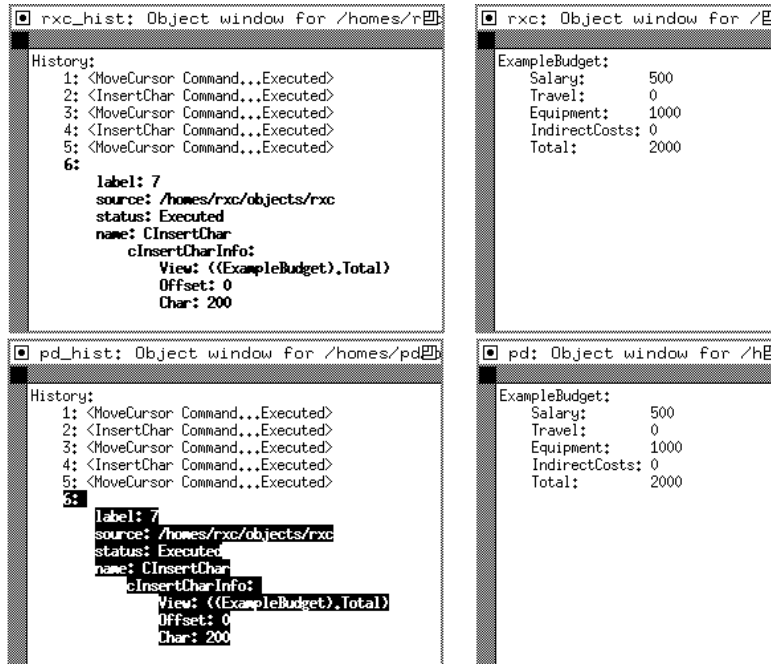 rxc_hist: Object window for /homes/r
History:
1: <MoveCursor Command...Executed>
2: <InsertChar Command...Executed>
3: <MoveCursor Command...Executed>
4: <InsertChar Command...Executed>
5: <MoveCursor Command...Executed>
6:
label: 7
source: /homes/rxc/objects/rxc
status: Executed
name: CInsertChar
cInsertCharInfo:
View: ((ExampleBudget).Total)
Offset: 0
Char: 200
rxc: Object window for /
ExampleBudget:
Salary: 500
Travel: 0
Equipment: 1000
IndirectCosts: 0
Total: 2000
pd_hist: Object window for /homes/pd
History:
1: <MoveCursor Command...Executed>
2: <InsertChar Command...Executed>
3: <MoveCursor Command...Executed>
4: <InsertChar Command...Executed>
5: <MoveCursor Command...Executed>
6:
label: 7
source: /homes/rxc/objects/rxc
status: Executed
name: CInsertChar
cInsertCharInfo:
View: ((ExampleBudget).Total)
Offset: 0
Char: 200
pd: Object window for /h
ExampleBudget:
Salary: 500
Travel: 0
Equipment: 1000
IndirectCosts: 0
Total: 2000